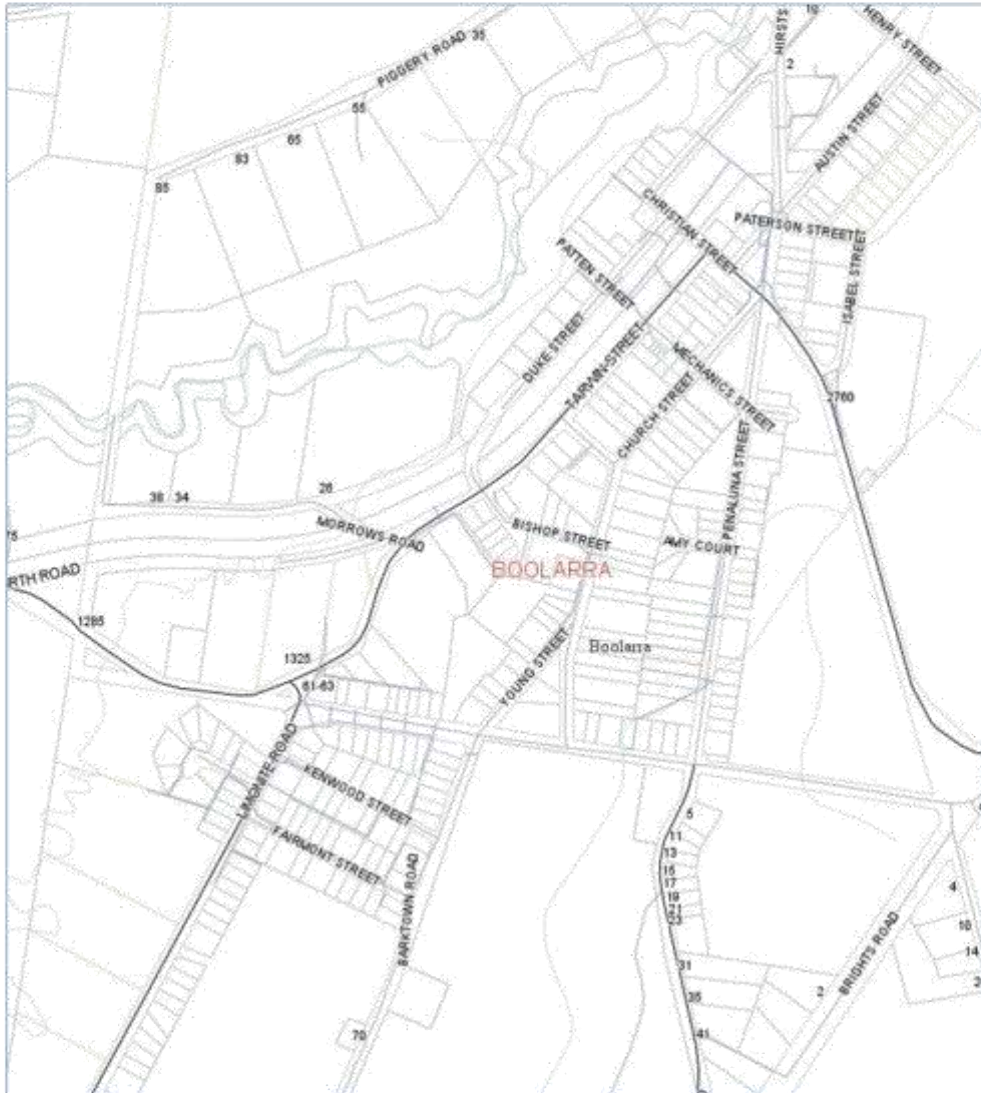 10
HENRY STREET
HIRSTS
PIGGERY ROAD 35
2
55
AUSTIN STREET
65
83
85
CHRISTIAN STREET
PATERSON STREET
PATTEN STREET
ISABEL STREET
DUKE STREET
TARWIN STREET
MECHANICS STREET
2760
CHURCH STREET
PENALUNA STREET
26
38 34
MORROWS ROAD
BISHOP STREET
AMY COURT
BOOLARRA
RTH ROAD
1285
Boolarra
YOUNG STREET
1325
61-63
LIMONITE ROAD
KENWOOD STREET
FAIRMONT STREET
BARKTOWN ROAD
5
11
13
15
17
19
21
4
10
14
2
BRIGHTS ROAD
31
2
35
41
70